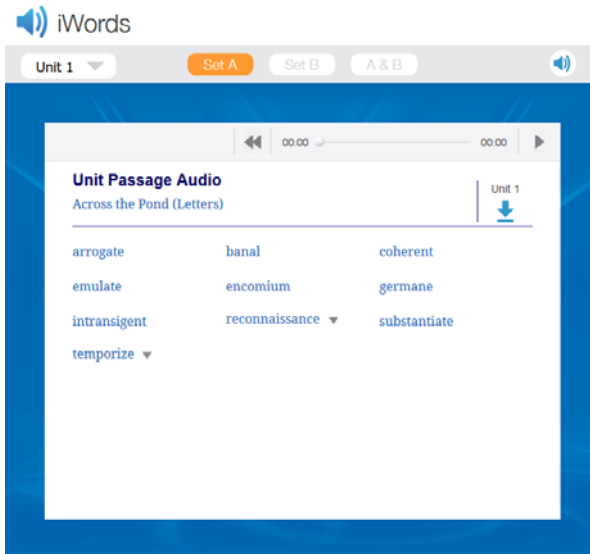 iWords
Unit 1 Set A Set B A & B
00:00 00:00
Unit Passage Audio
Across the Pond (Letters)
Unit 1
arrogate banal coherent
emulate encomium germane
intransigent reconnaissance substantiate
temporize